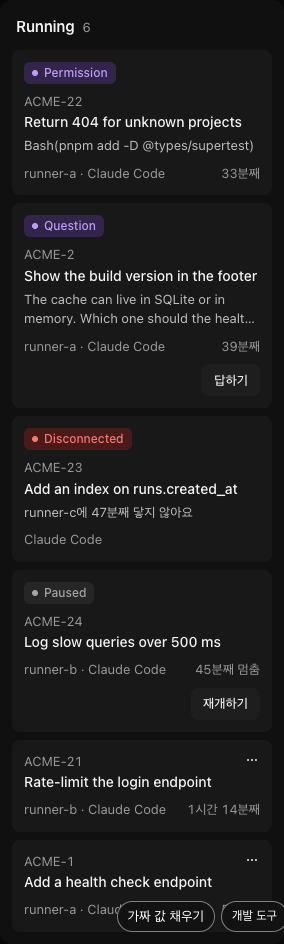 Running 6
Permission
ACME-22
Return 404 for unknown projects
Bash(pnpm add -D @types/supertest)
runner-a · Claude Code 33분째
Question
ACME-2
Show the build version in the footer
The cache can live in SQLite or in
memory. Which one should the healt…
runner-a · Claude Code 39분째
답하기
Disconnected
ACME-23
Add an index on runs.created_at
runner-c에 47분째 닿지 않아요
Claude Code
Paused
ACME-24
Log slow queries over 500 ms
runner-b · Claude Code 45분째 멈춤
재개하기
ACME-21 ...
Rate-limit the login endpoint
runner-b · Claude Code 1시간 14분째
ACME-1 ...
Add a health check endpoint
runner-a ·
가짜 값 채우기 개발 도구